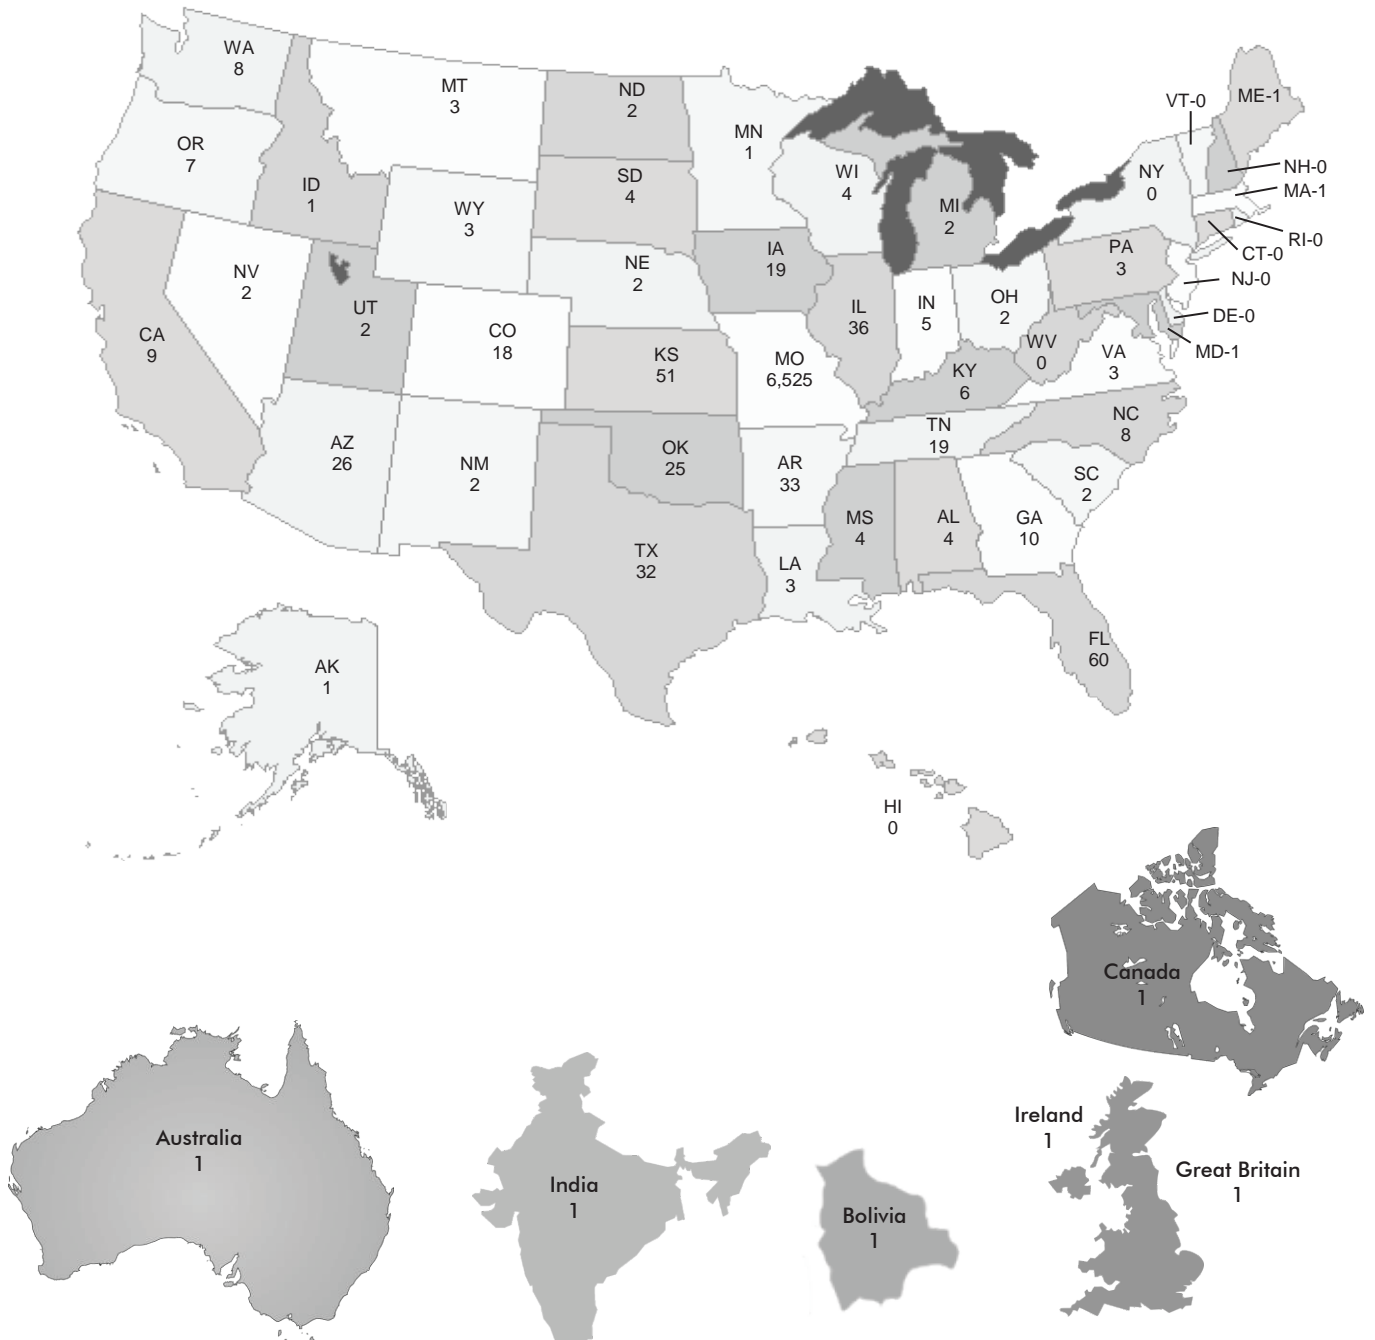 WA
8
MT
3
ND
2
MN
1
VT-0
ME-1
OR
7
ID
1
SD
4
WI
4
NY
0
NH-0
MA-1
WY
3
MI
2
RI-0
CT-0
NJ-0
NV
2
NE
2
IA
19
PA
3
UT
2
CO
18
IL
36
IN
5
OH
2
DE-0
MD-1
CA
9
KS
51
MO
6,525
WV
0
VA
3
KY
6
AZ
26
NM
2
OK
25
AR
33
TN
19
NC
8
SC
2
TX
32
LA
3
MS
4
AL
4
GA
10
FL
60
AK
1
HI
0
Canada
1
Australia
1
India
1
Bolivia
1
Ireland
1
Great Britain
1